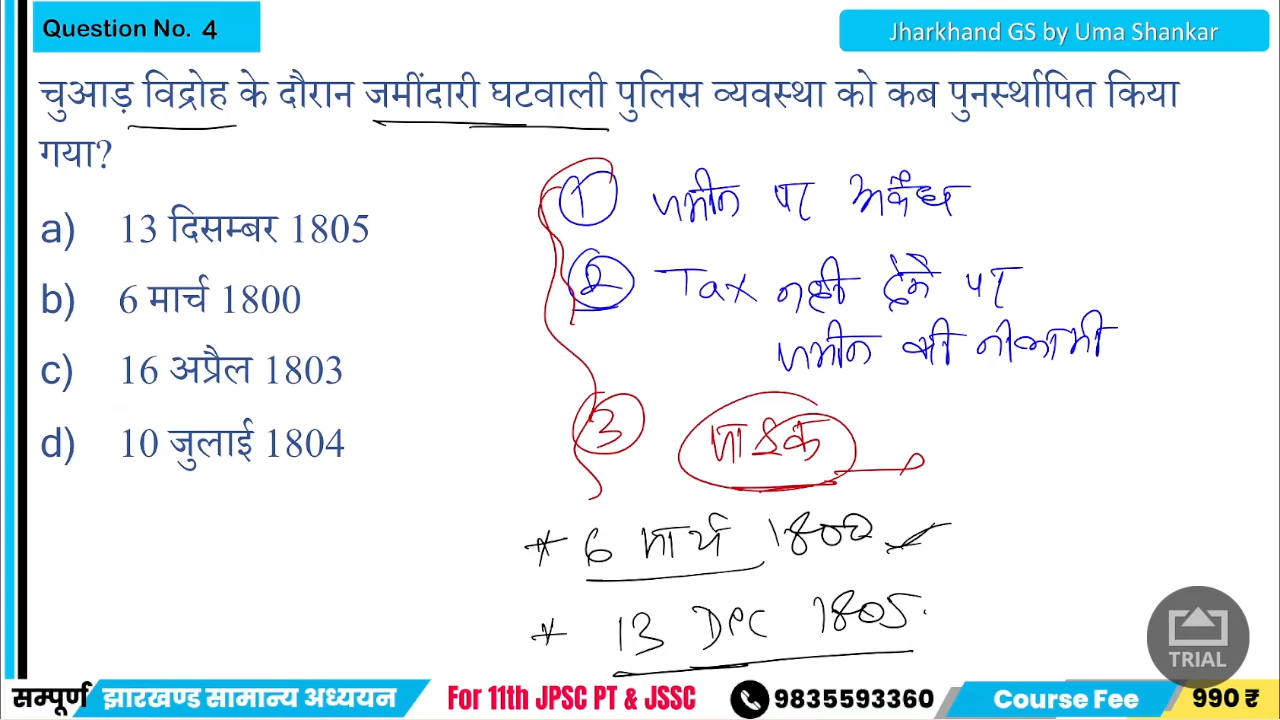 Question No. 4
Jharkhand GS by Uma Shankar
चुआड़ विद्रोह के दौरान जमींदारी घटवाली पुलिस व्यवस्था को कब पुनर्स्थापित किया
गया?
a) 13 दिसम्बर 1805
b) 6 मार्च 1800
c) 16 अप्रैल 1803
d) 10 जुलाई 1804
① जमीन पर
② Tax नही देने पर
जमीन की नीलामी
③ पाइक
* 6 मार्च 1800
* 13 Dec 1805
TRIAL
सम्पूर्ण झारखण्ड सामान्य अध्ययन For 11th JPSC PT & JSSC 9835593360 Course Fee 990 ₹